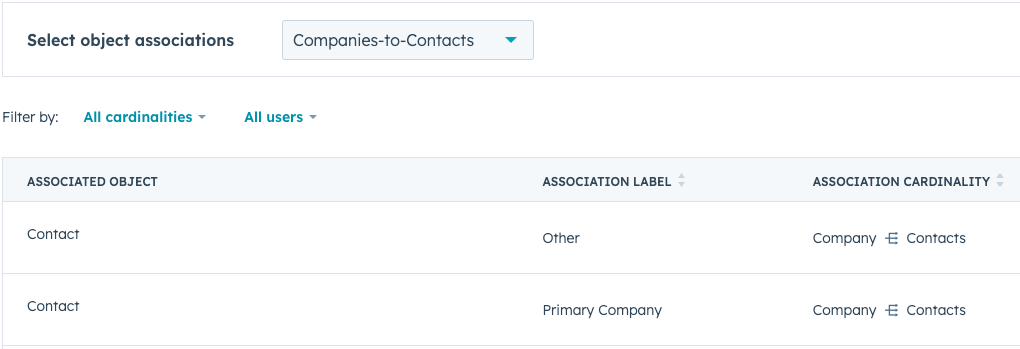 Select object associations Companies-to-Contacts
Filter by: All cardinalities All users
ASSOCIATED OBJECT ASSOCIATION LABEL ASSOCIATION CARDINALITY
Contact Other Company Contacts
Contact Primary Company Company Contacts